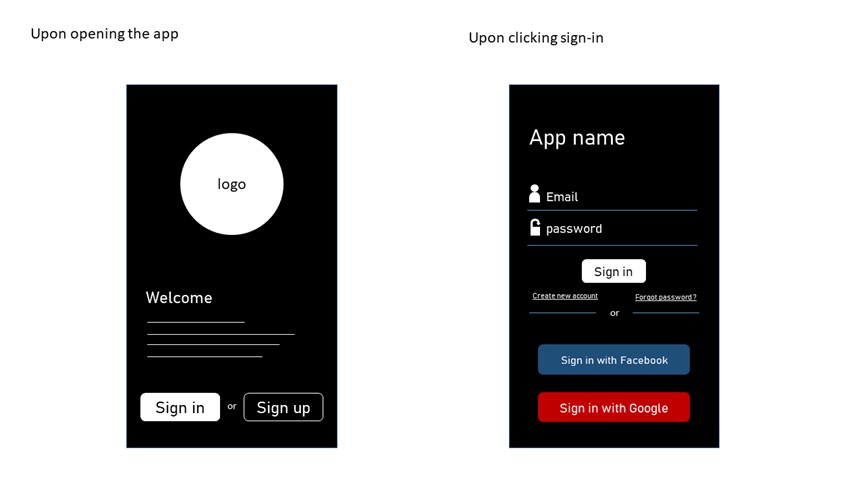 Upon opening the app
Upon clicking sign-in
logo
Welcome
Sign in or Sign up
App name
Email
password
Sign in
Create new account Forgot password?
or
Sign in with Facebook
Sign in with Google